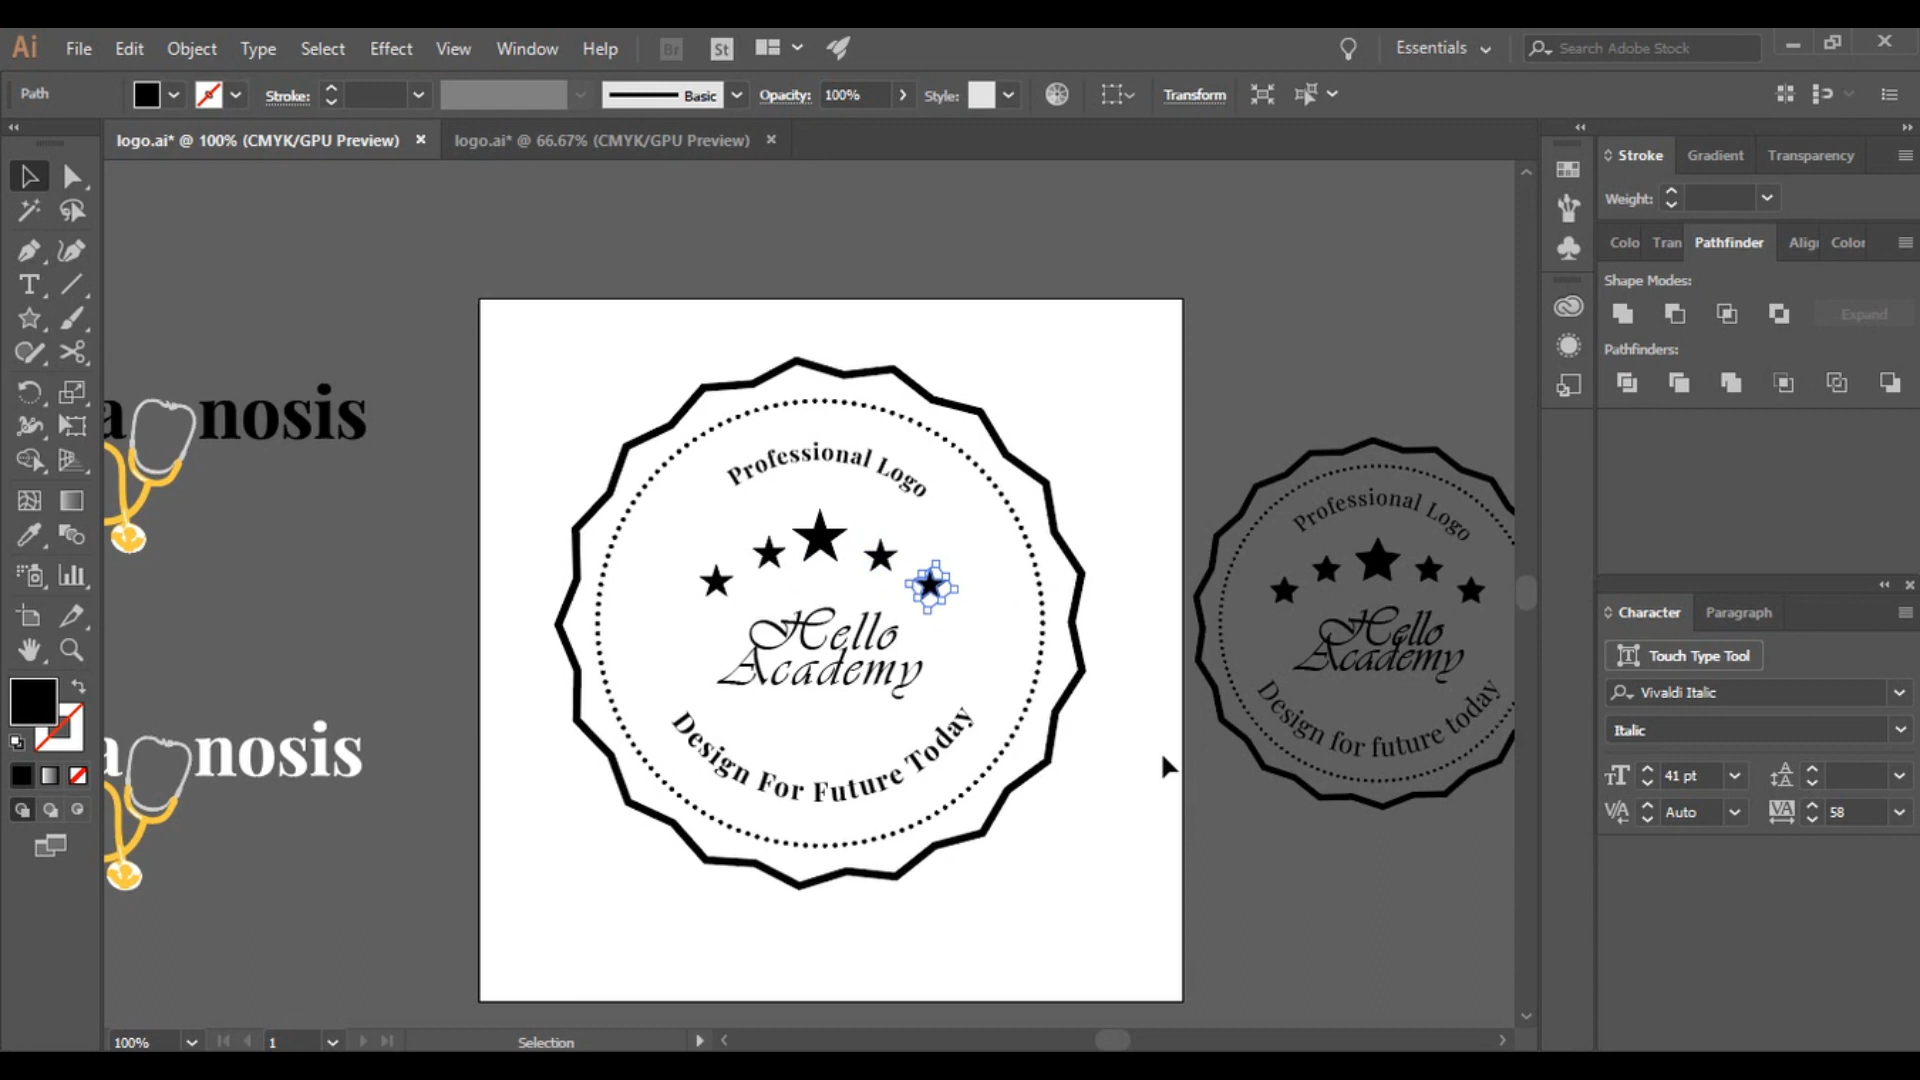 Ai File Edit Object Type Select Effect View Window Help Br St Essentials Search Adobe Stock
Path Stroke: Basic Opacity: 100% Style: Transform
logo.ai* @ 100% (CMYK/GPU Preview) × logo.ai* @ 66.67% (CMYK/GPU Preview) ×
Stroke Gradient Transparency
Weight:
Colo Tran Pathfinder Alig Color
Shape Modes:
Expand
Pathfinders:
a nosis
a nosis
Professional Logo
Hello
Academy
Design For Future Today
Professional Logo
Hello
Academy
Design for future today
Character Paragraph
Touch Type Tool
Vivaldi Italic
Italic
41 pt
Auto 58
100% 1 Selection